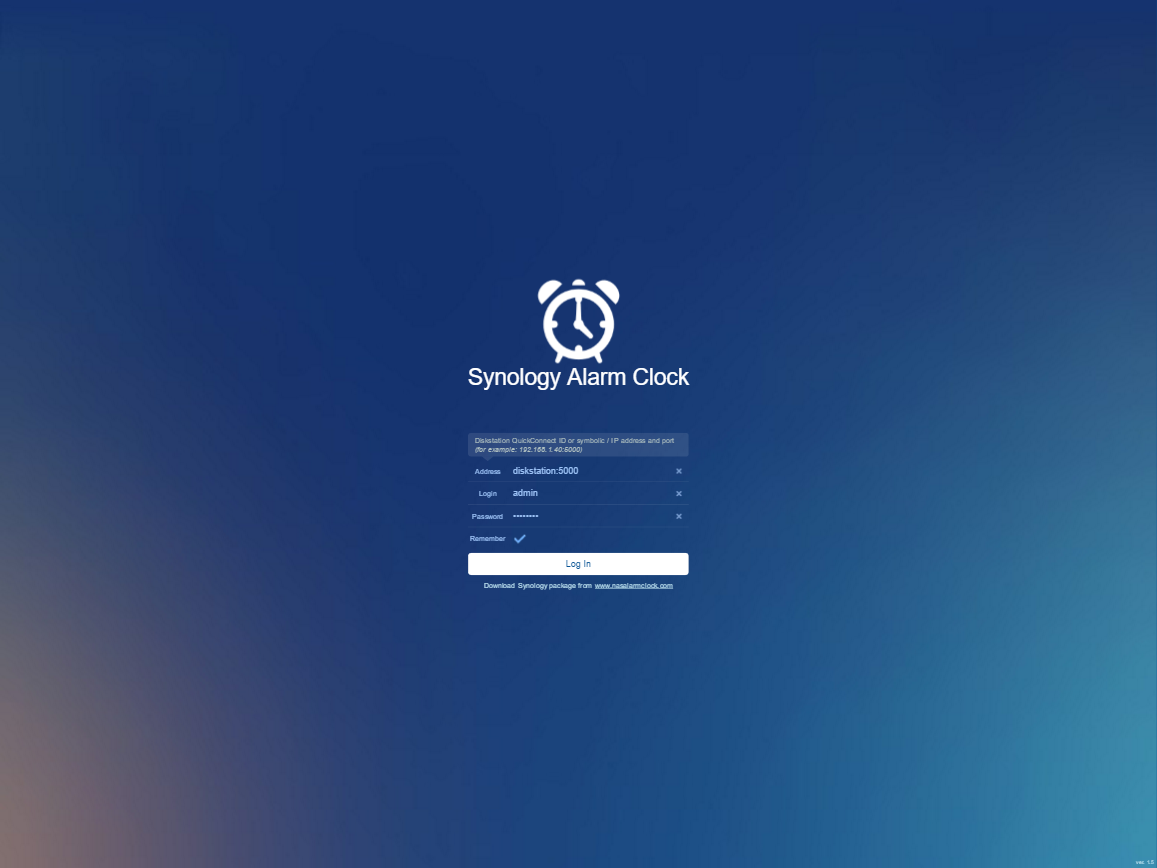 Synology Alarm Clock
Diskstation QuickConnect ID or symbolic / IP address and port
(for example: 192.168.1.40:5000)
Address diskstation:5000
Login admin
Password ••••••••
Remember
Log In
Download Synology package from www.nasalarmclock.com
ver. 1.5